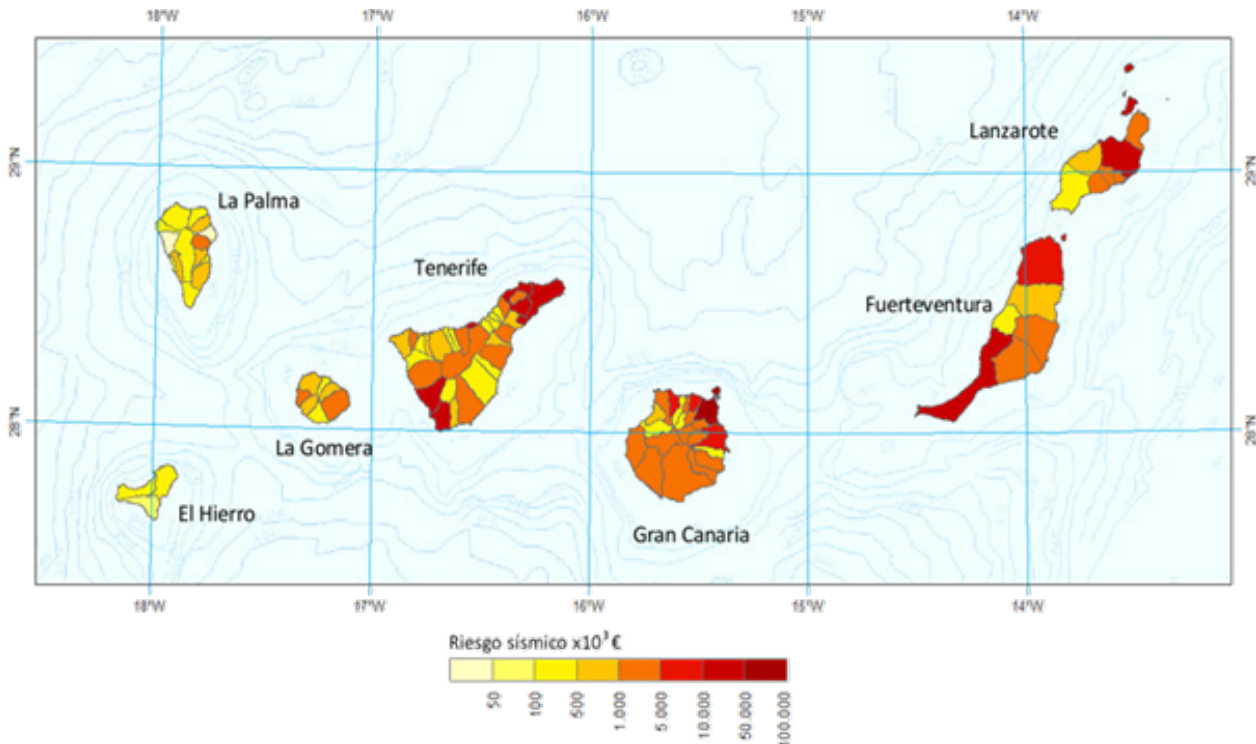 18°W 17°W 16°W 15°W 14°W
Lanzarote
29°N 29°N
La Palma
Tenerife
Fuerteventura
28°N 28°N
La Gomera
El Hierro
Gran Canaria
18°W 17°W 16°W 15°W 14°W
Riesgo sísmico x10³ €
50 100 500 1.000 5.000 10.000 50.000 100.000